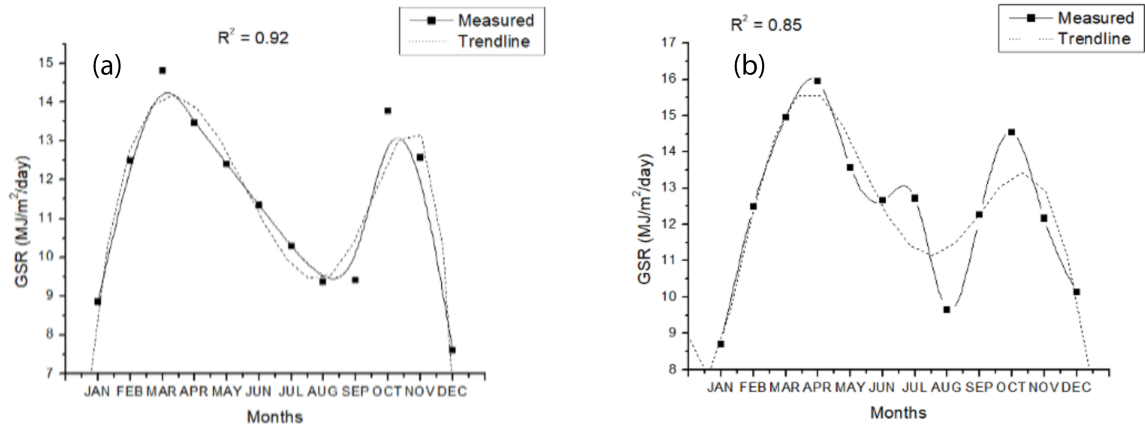 (a)
R² = 0.92
Measured
Trendline
GSR (MJ/m²/day)
15
14
13
12
11
10
9
8
7
JAN FEB MAR APR MAY JUN JUL AUG SEP OCT NOV DEC
Months
(b)
R² = 0.85
Measured
Trendline
GSR (MJ/m²/day)
17
16
15
14
13
12
11
10
9
8
JAN FEB MAR APR MAY JUN JUL AUG OCT NOV DEC
Months